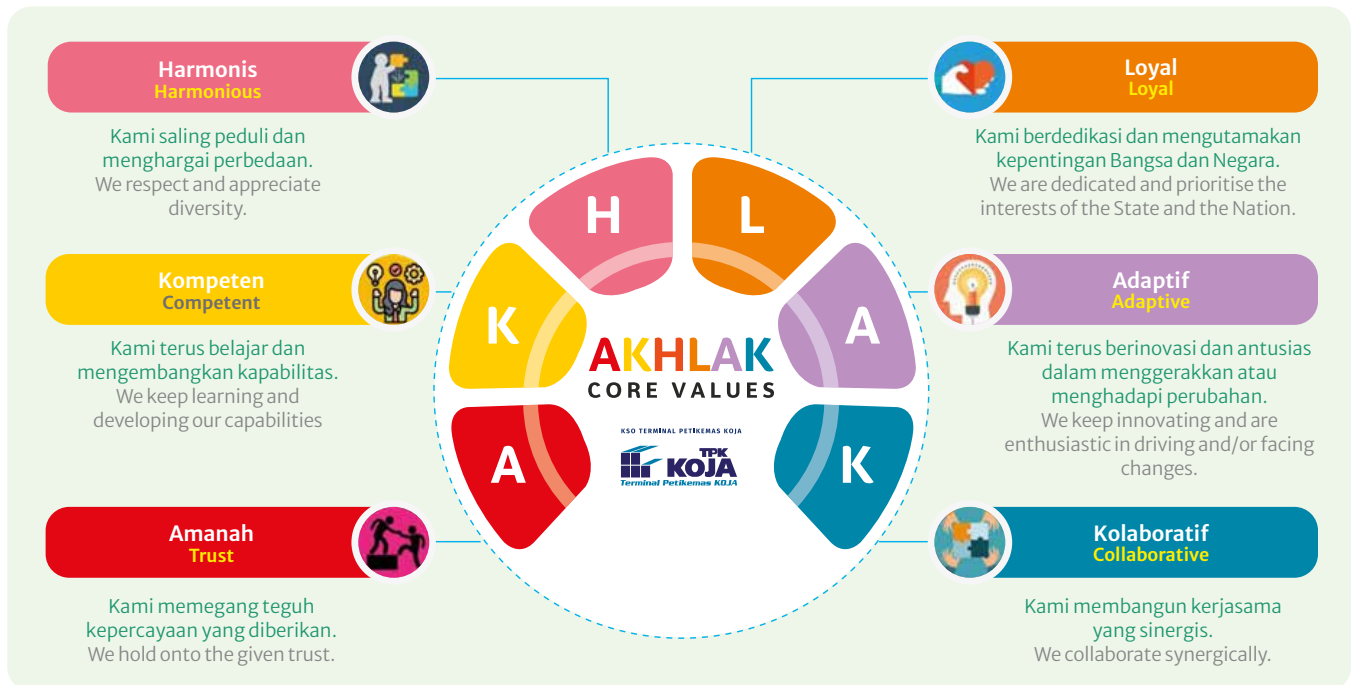 Harmonis
Harmonious
Kami saling peduli dan
menghargai perbedaan.
We respect and appreciate
diversity.
Kompeten
Competent
Kami terus belajar dan
mengembangkan kapabilitas.
We keep learning and
developing our capabilities
Amanah
Trust
Kami memegang teguh
kepercayaan yang diberikan.
We hold onto the given trust.
A
K
H
L
A
K
AKHLAK
CORE VALUES
KSO TERMINAL PETIKEMAS KOJA
TPK
KOJA
Terminal Petikemas KOJA
Loyal
Loyal
Kami berdedikasi dan mengutamakan
kepentingan Bangsa dan Negara.
We are dedicated and prioritise the
interests of the State and the Nation.
Adaptif
Adaptive
Kami terus berinovasi dan antusias
dalam menggerakkan atau
menghadapi perubahan.
We keep innovating and are
enthusiastic in driving and/or facing
changes.
Kolaboratif
Collaborative
Kami membangun kerjasama
yang sinergis.
We collaborate synergically.